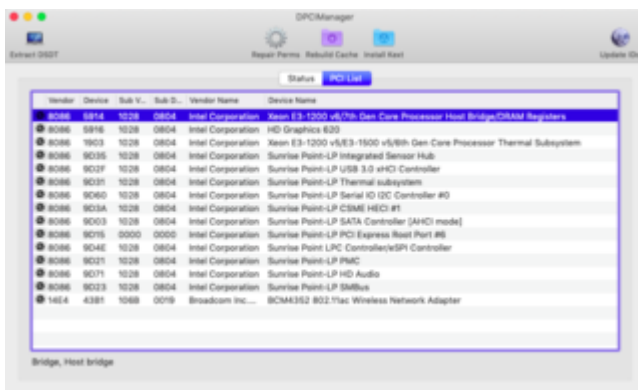 DPCIManager
Extract DSDT Repair Perms Rebuild Cache Install Kext Update IDs
Status PCI List
Vendor Device Sub V... Sub D... Vendor Name Device Name
8086 5914 1028 0804 Intel Corporation Xeon E3-1200 v6/7th Gen Core Processor Host Bridge/DRAM Registers
8086 5916 1028 0804 Intel Corporation HD Graphics 620
8086 1903 1028 0804 Intel Corporation Xeon E3-1200 v5/E3-1500 v5/6th Gen Core Processor Thermal Subsystem
8086 9D35 1028 0804 Intel Corporation Sunrise Point-LP Integrated Sensor Hub
8086 9D2F 1028 0804 Intel Corporation Sunrise Point-LP USB 3.0 xHCI Controller
8086 9D31 1028 0804 Intel Corporation Sunrise Point-LP Thermal subsystem
8086 9D60 1028 0804 Intel Corporation Sunrise Point-LP Serial IO I2C Controller #0
8086 9D3A 1028 0804 Intel Corporation Sunrise Point-LP CSME HECI #1
8086 9D03 1028 0804 Intel Corporation Sunrise Point-LP SATA Controller [AHCI mode]
8086 9D15 0000 0000 Intel Corporation Sunrise Point-LP PCI Express Root Port #6
8086 9D4E 1028 0804 Intel Corporation Sunrise Point LPC Controller/eSPI Controller
8086 9D21 1028 0804 Intel Corporation Sunrise Point-LP PMC
8086 9D71 1028 0804 Intel Corporation Sunrise Point-LP HD Audio
8086 9D23 1028 0804 Intel Corporation Sunrise Point-LP SMBus
14E4 43B1 106B 0019 Broadcom Inc.... BCM4352 802.11ac Wireless Network Adapter
Bridge, Host bridge